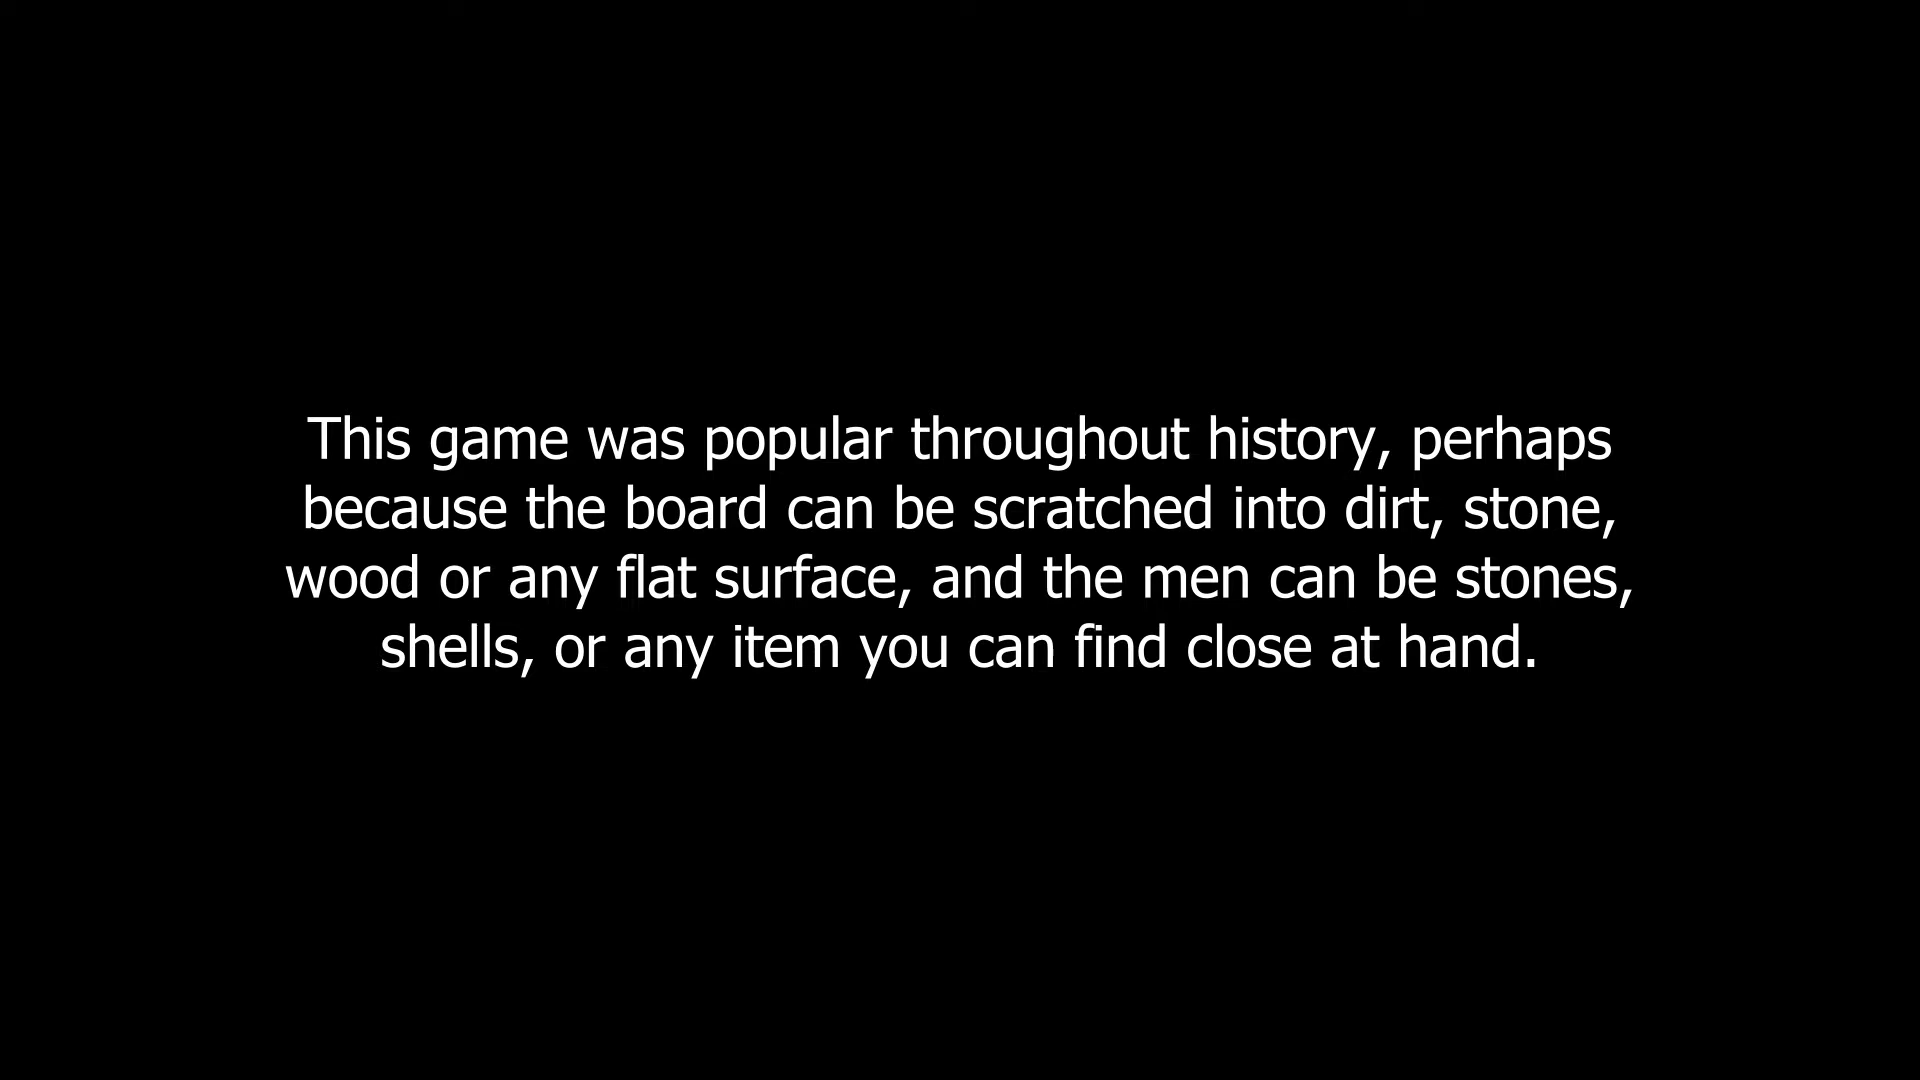 This game was popular throughout history, perhaps
because the board can be scratched into dirt, stone,
wood or any flat surface, and the men can be stones,
shells, or any item you can find close at hand.